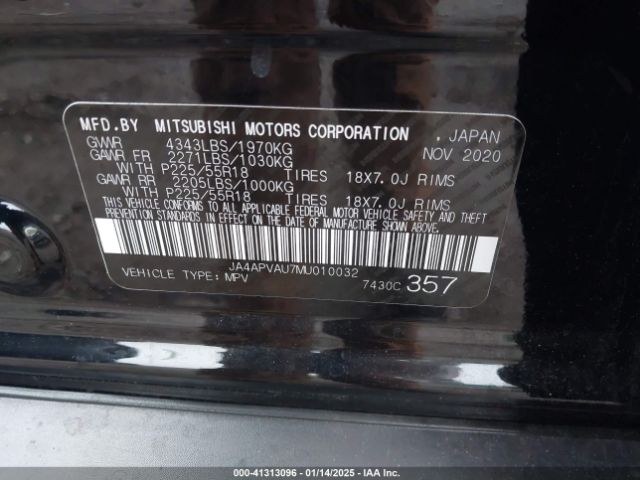 MFD.BY MITSUBISHI MOTORS CORPORATION , JAPAN
GVWR 4343LBS/1970KG NOV 2020
GAWR FR 2271LBS/1030KG
WITH P225/55R18 TIRES 18X7.0J RIMS
GAWR RR 2205LBS/1000KG
WITH P225/55R18 TIRES 18X7.0J RIMS
THIS VEHICLE CONFORMS TO ALL APPLICABLE FEDERAL MOTOR VEHICLE SAFETY AND THEFT
PREVENTION STANDARDS IN EFFECT ON THE DATE OF MANUFACTURE SHOWN ABOVE.
JA4APVAU7MU010032
VEHICLE TYPE: MPV 7430C 357
000-41313096 - 01/14/2025 - IAA Holdings, LLC.